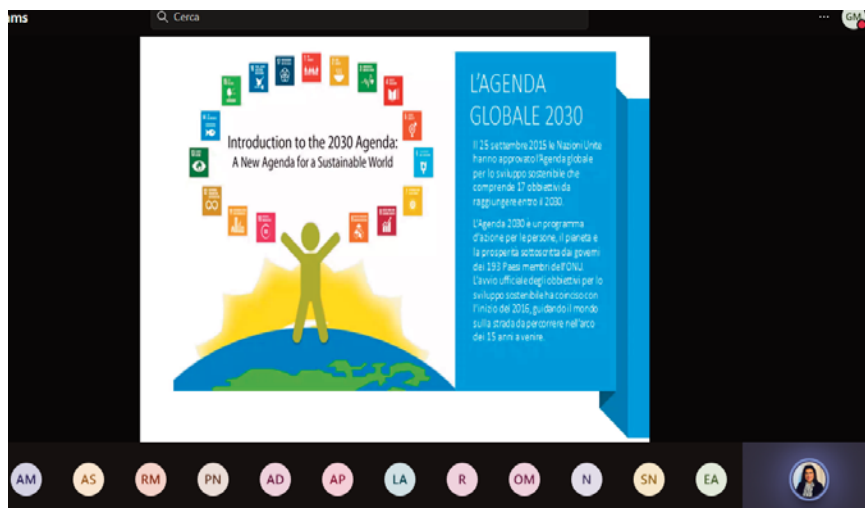 ams
Cerca
...
GM
Introduction to the 2030 Agenda:
A New Agenda for a Sustainable World
L'AGENDA
GLOBALE 2030
Il 25 settembre 2015 le Nazioni Unite
hanno approvato l'Agenda globale
per lo sviluppo sostenibile che
comprende 17 obbiettivi da
raggiungere entro il 2030.
L'Agenda 2030 è un programma
d'azione per le persone, il pianeta e
la prosperità sottoscritta dai governi
dei 193 Paesi membri dell'ONU.
L'avvio ufficiale degli obbiettivi per lo
sviluppo sostenibile ha coinciso con
l'inizio del 2016, guidando il mondo
sulla strada da percorrere nell'arco
dei 15 anni a venire.
AM
AS
RM
PN
AD
AP
LA
R
OM
N
SN
EA